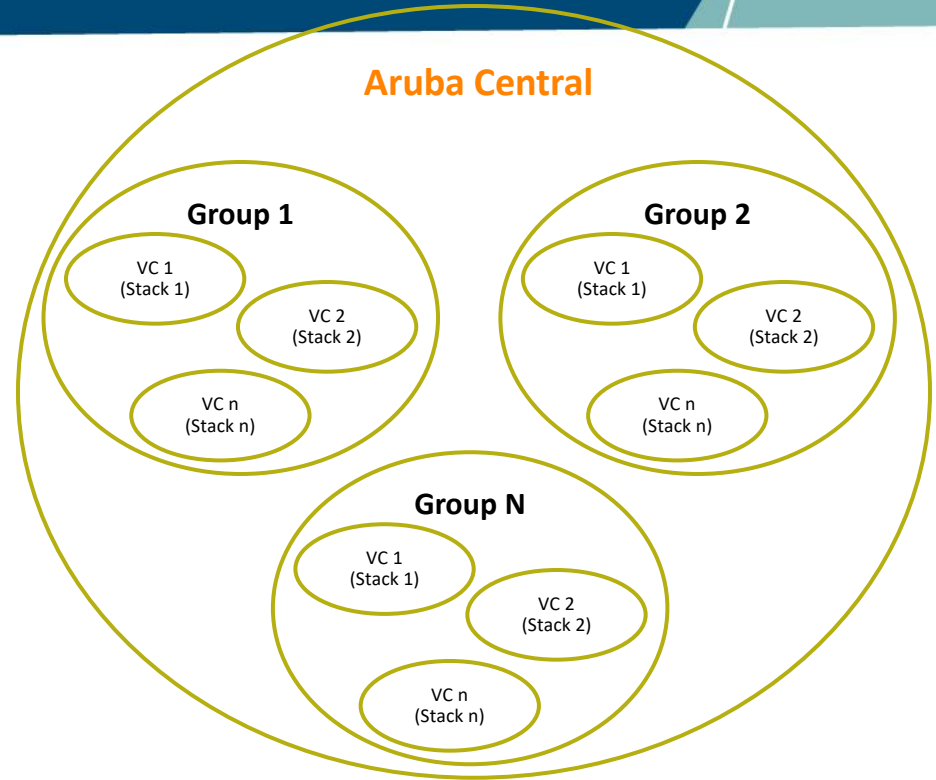 Aruba Central
Group 1
VC 1
(Stack 1)
VC 2
(Stack 2)
VC n
(Stack n)
Group 2
VC 1
(Stack 1)
VC 2
(Stack 2)
VC n
(Stack n)
Group N
VC 1
(Stack 1)
VC 2
(Stack 2)
VC n
(Stack n)